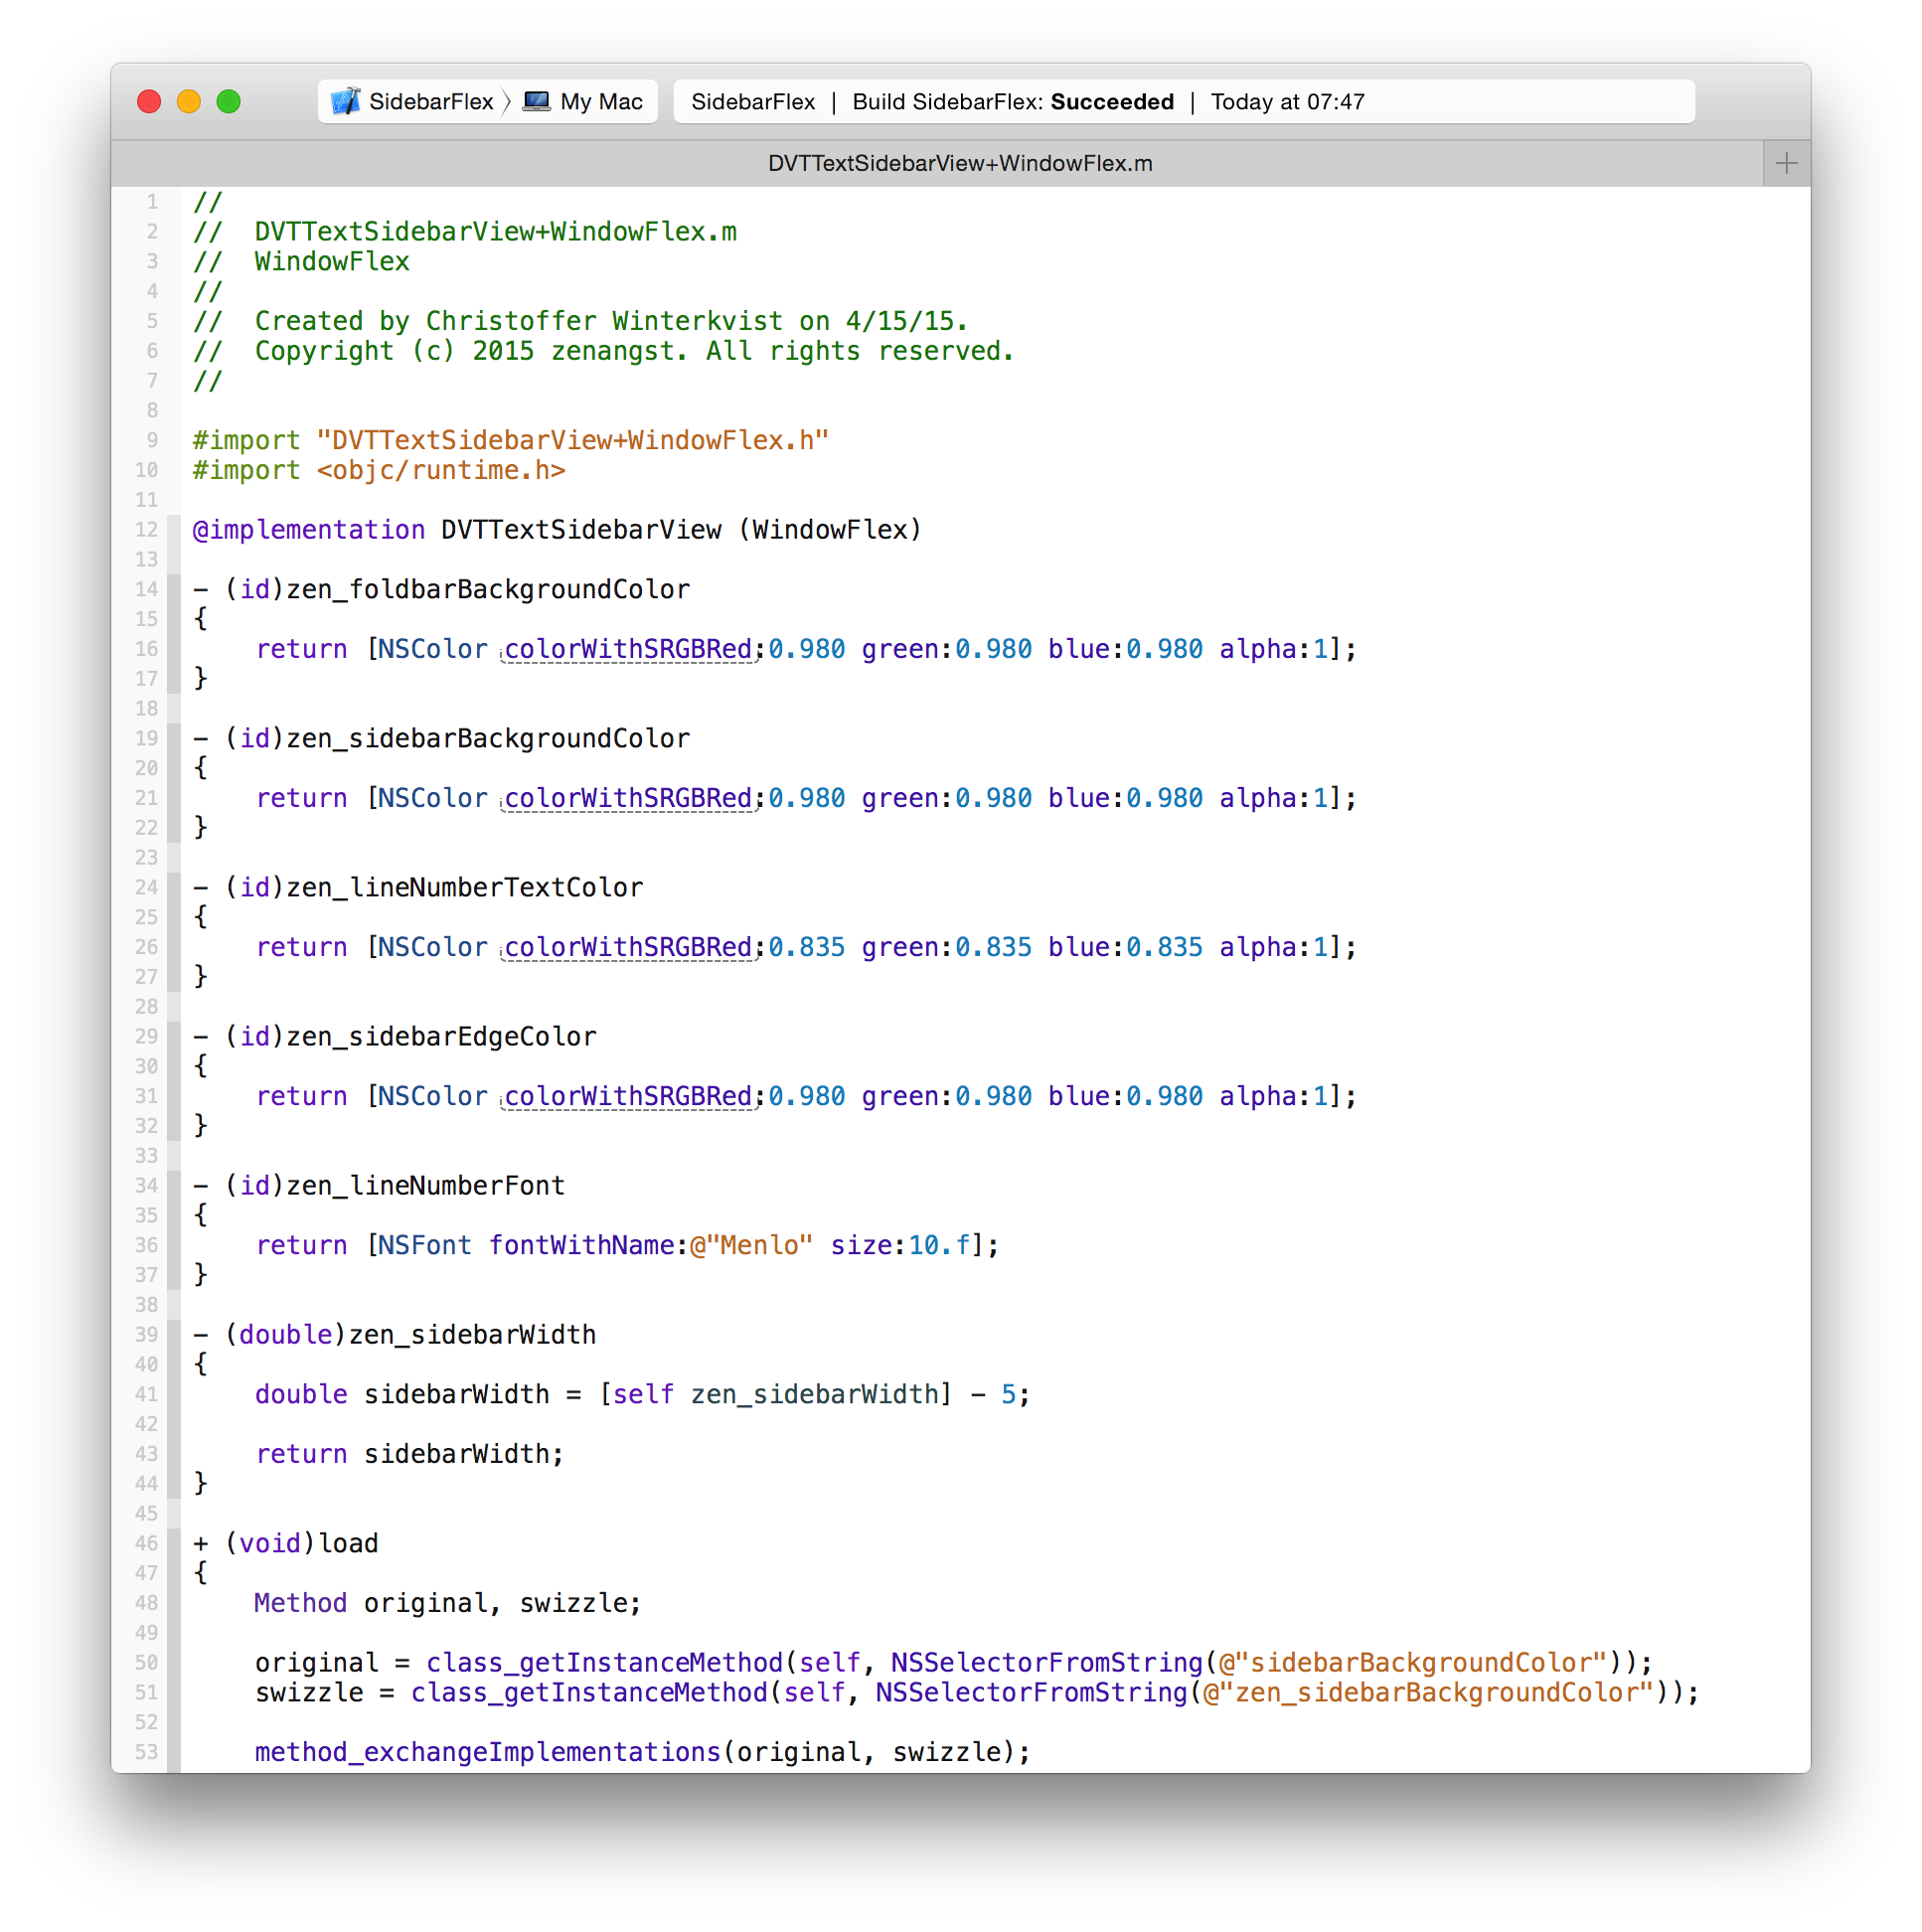 SidebarFlex 〉 My Mac SidebarFlex | Build SidebarFlex: Succeeded | Today at 07:47
DVTTextSidebarView+WindowFlex.m +
1 //
2 //  DVTTextSidebarView+WindowFlex.m
3 //  WindowFlex
4 //
5 //  Created by Christoffer Winterkvist on 4/15/15.
6 //  Copyright (c) 2015 zenangst. All rights reserved.
7 //
8
9 #import "DVTTextSidebarView+WindowFlex.h"
10 #import <objc/runtime.h>
11
12 @implementation DVTTextSidebarView (WindowFlex)
13
14 - (id)zen_foldbarBackgroundColor
15 {
16     return [NSColor colorWithSRGBRed:0.980 green:0.980 blue:0.980 alpha:1];
17 }
18
19 - (id)zen_sidebarBackgroundColor
20 {
21     return [NSColor colorWithSRGBRed:0.980 green:0.980 blue:0.980 alpha:1];
22 }
23
24 - (id)zen_lineNumberTextColor
25 {
26     return [NSColor colorWithSRGBRed:0.835 green:0.835 blue:0.835 alpha:1];
27 }
28
29 - (id)zen_sidebarEdgeColor
30 {
31     return [NSColor colorWithSRGBRed:0.980 green:0.980 blue:0.980 alpha:1];
32 }
33
34 - (id)zen_lineNumberFont
35 {
36     return [NSFont fontWithName:@"Menlo" size:10.f];
37 }
38
39 - (double)zen_sidebarWidth
40 {
41     double sidebarWidth = [self zen_sidebarWidth] - 5;
42
43     return sidebarWidth;
44 }
45
46 + (void)load
47 {
48     Method original, swizzle;
49
50     original = class_getInstanceMethod(self, NSSelectorFromString(@"sidebarBackgroundColor"));
51     swizzle = class_getInstanceMethod(self, NSSelectorFromString(@"zen_sidebarBackgroundColor"));
52
53     method_exchangeImplementations(original, swizzle);